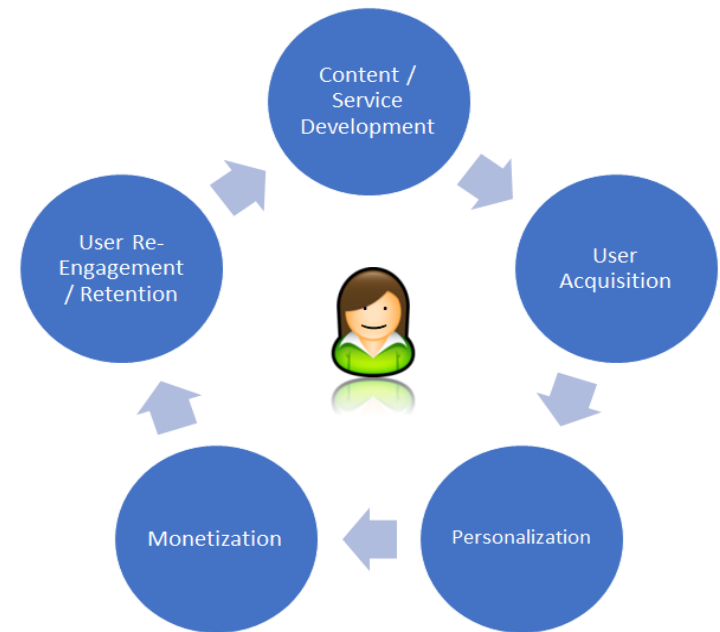 Content /
Service
Development
User
Acquisition
Personalization
Monetization
User Re-
Engagement
/ Retention